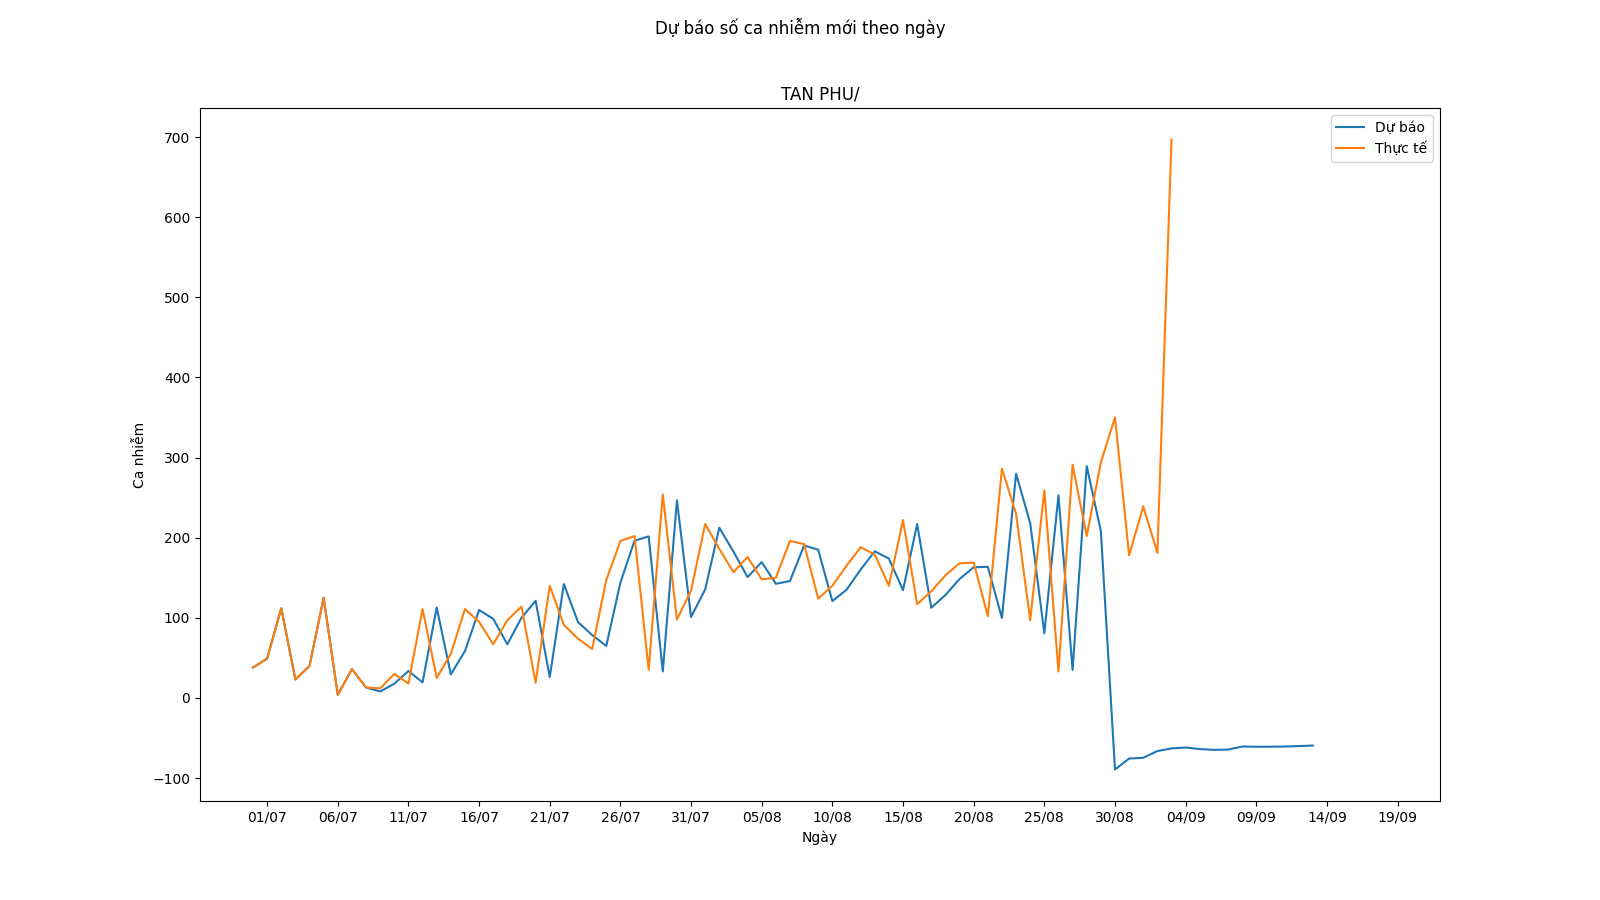 Dự báo số ca nhiễm mới theo ngày
TAN PHU/
Dự báo
Thực tế
700
600
500
400
300
200
100
0
−100
Ca nhiễm
01/07 06/07 11/07 16/07 21/07 26/07 31/07 05/08 10/08 15/08 20/08 25/08 30/08 04/09 09/09 14/09 19/09
Ngày